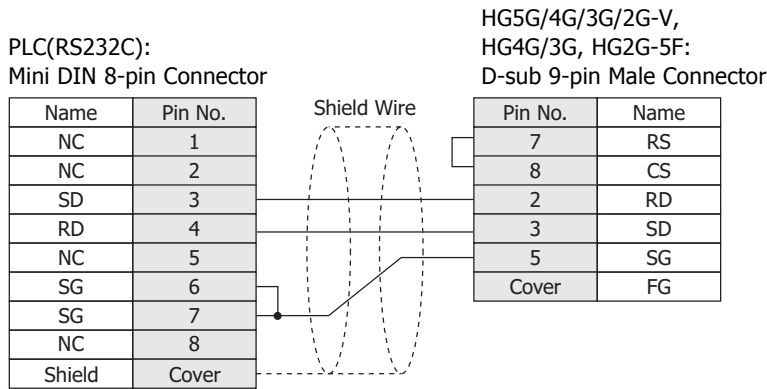 PLC(RS232C):
Mini DIN 8-pin Connector
HG5G/4G/3G/2G-V,
HG4G/3G, HG2G-5F:
D-sub 9-pin Male Connector
Shield Wire
Name Pin No.
NC 1
NC 2
SD 3
RD 4
NC 5
SG 6
SG 7
NC 8
Shield Cover
Pin No. Name
7 RS
8 CS
2 RD
3 SD
5 SG
Cover FG